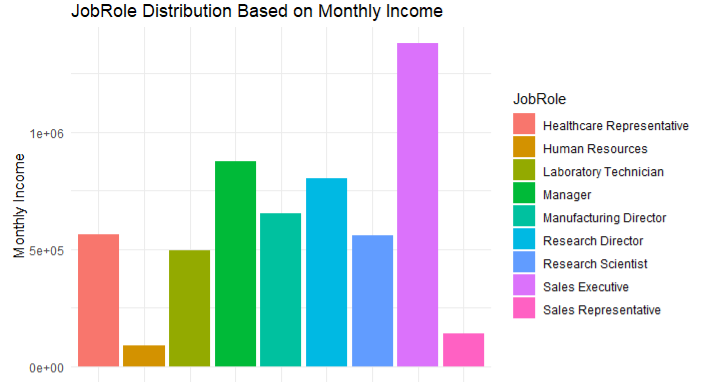 JobRole Distribution Based on Monthly Income
Monthly Income
1e+06
5e+05
0e+00
JobRole
Healthcare Representative
Human Resources
Laboratory Technician
Manager
Manufacturing Director
Research Director
Research Scientist
Sales Executive
Sales Representative